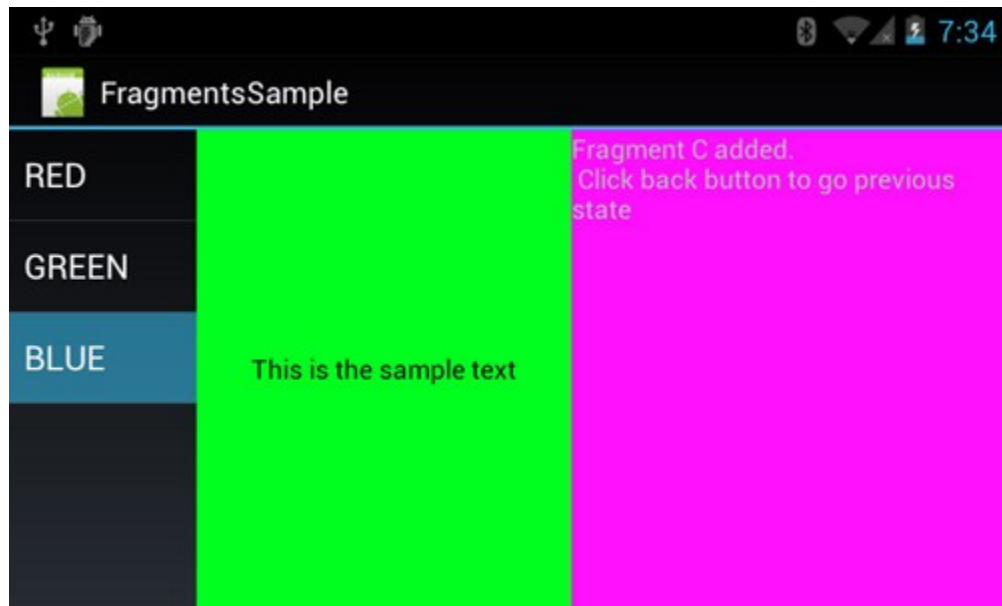 7:34
FragmentsSample
RED
GREEN
BLUE
This is the sample text
Fragment C added.
Click back button to go previous
state